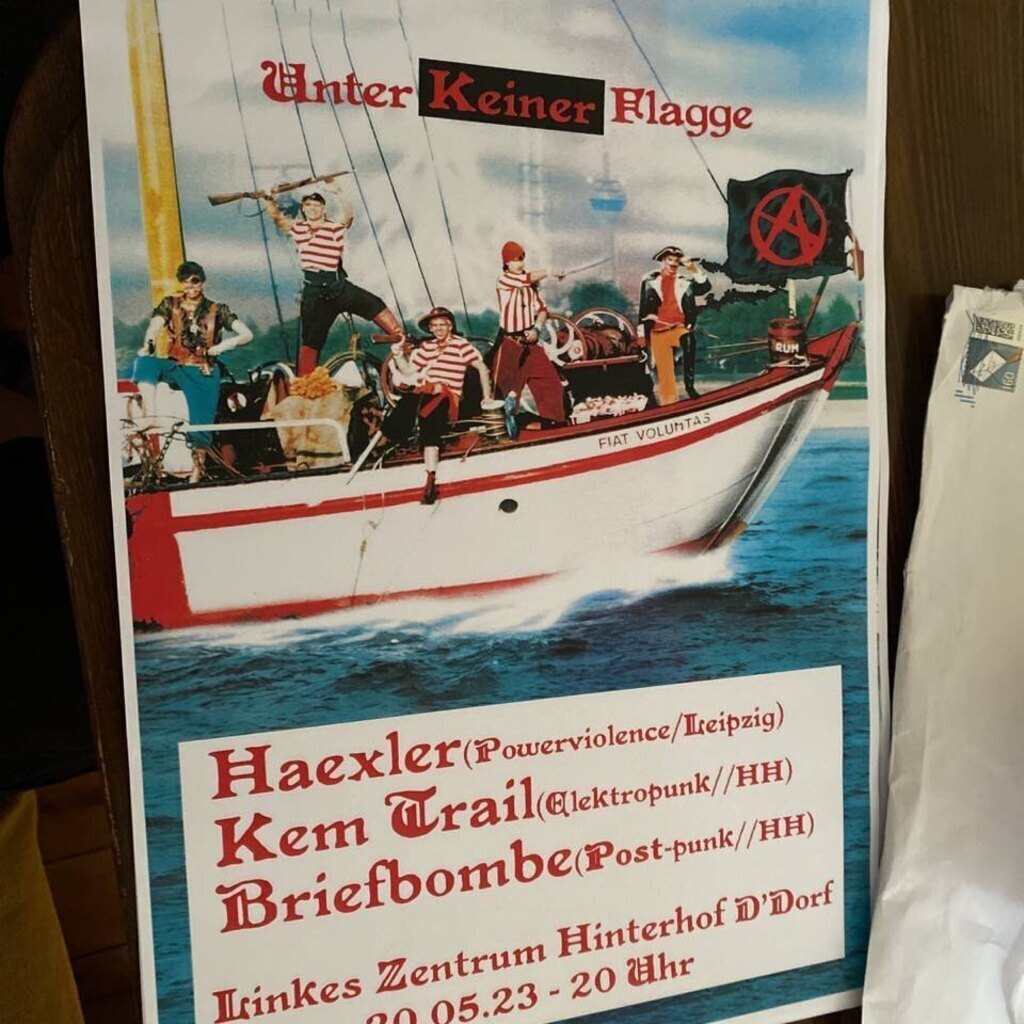 Unter Keiner Flagge
A
RUM
FIAT VOLUNTAS
Haexler(Powerviolence/Leipzig)
Kem Trail(Elektropunk//HH)
Briefbombe(Post-punk//HH)
Linkes Zentrum Hinterhof D'Dorf
20.05.23 - 20 Uhr
60